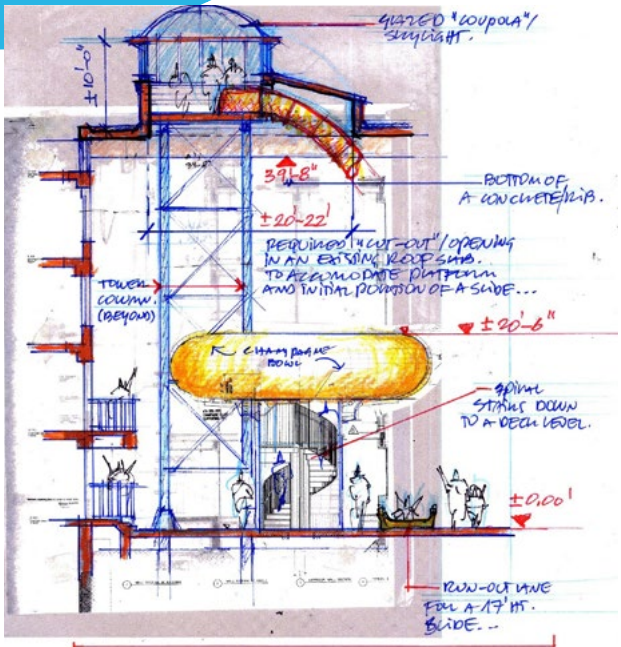 GLAZED "COUPOLA"/
SKYLIGHT.
±10'-0"
39'-8"
BOTTOM OF
A CONCRETE/RIB.
±20'-22'
REQUIRED "CUT-OUT"/OPENING
IN AN EXISTING ROOF SLAB.
TO ACCOMODATE PLATFORM
AND INITIAL PORTION OF A SLIDE...
TOWER
COLUMN.
(BEYOND)
±20'-6"
CHAMPAGNE
BOWL
SPIRAL
STAIRS DOWN
TO A DECK LEVEL.
±0.00'
RUN-OUT LANE
FOR A 17' HT.
SLIDE...